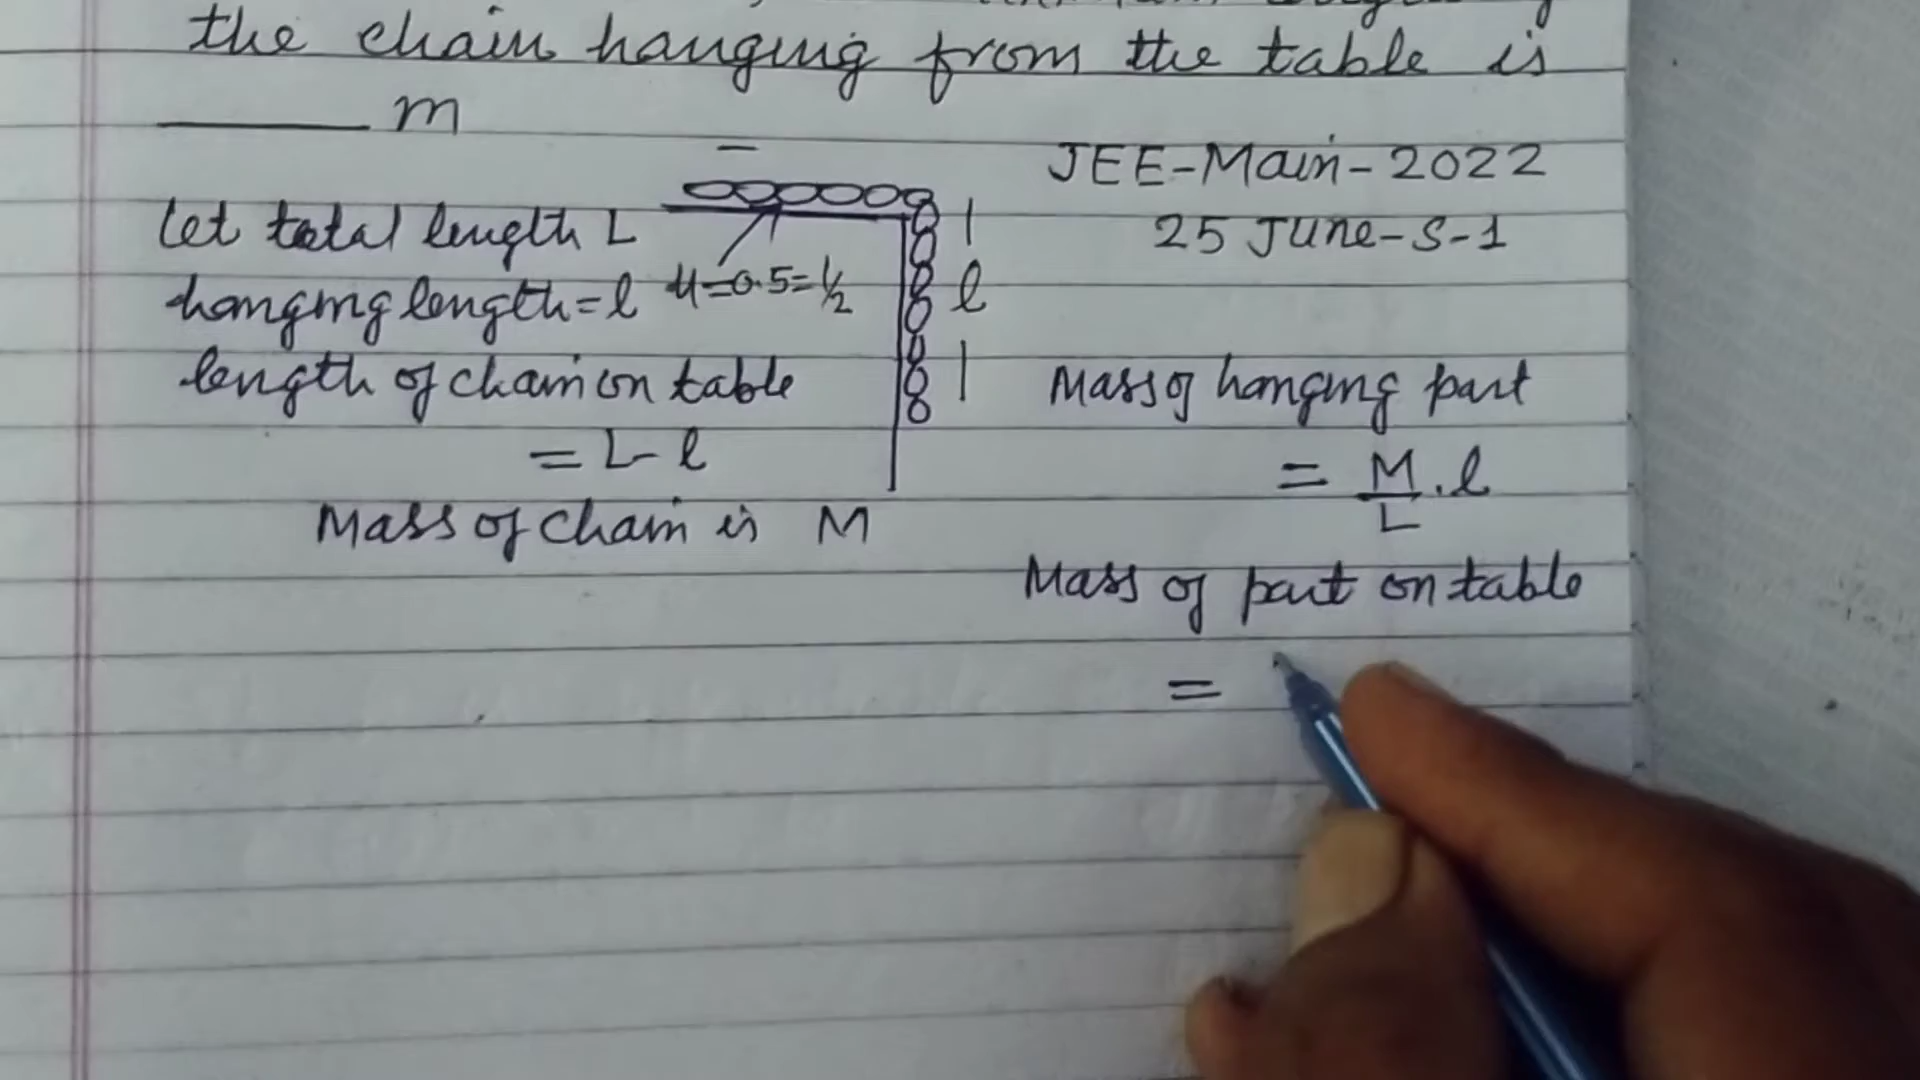 the chain hanging from the table is
______ m
JEE-Main-2022
25 June-S-1
Let total length L
hanging length = l
μ=0.5=1/2
l
length of chain on table
= L-l
Mass of chain is M
Mass of hanging part
= M/L . l
Mass of part on table
=